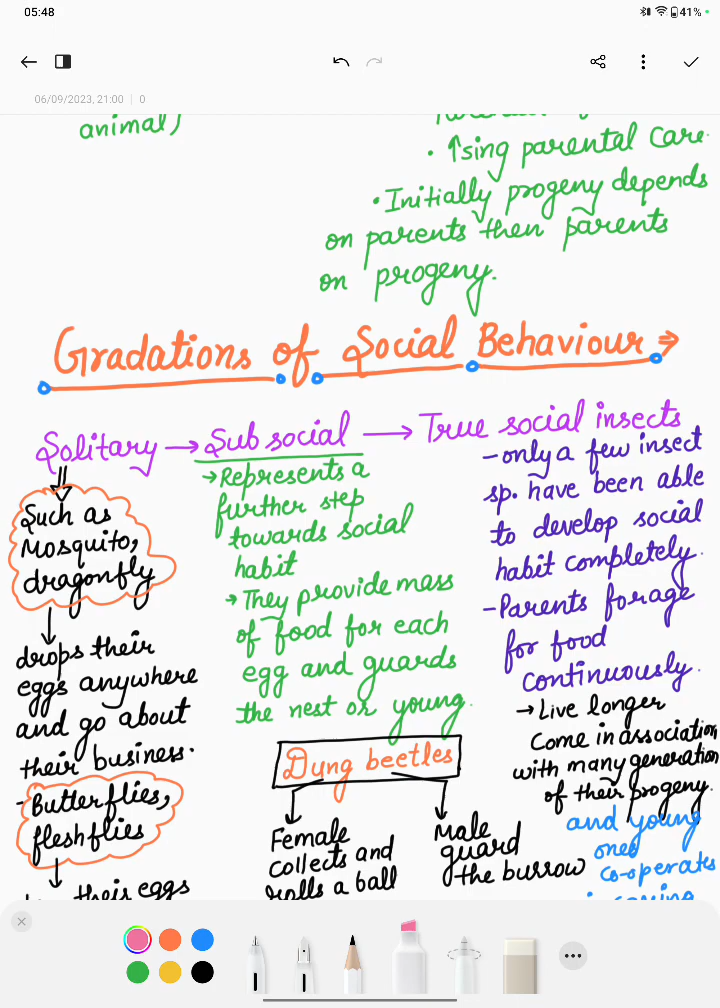 05:48
41%
06/09/2023, 21:00 | 0
animal)
• ↑sing parental Care.
• Initially progeny depends
on parents then parents
on progeny.
Gradations of Social Behaviour ⇒
Solitary → Sub social → True social insects
Such as
Mosquito,
dragonfly
drops their
eggs anywhere
and go about
their business.
- Butterflies,
flesh flies
their eggs
→ Represents a
further step
towards social
habit
→ They provide mass
of food for each
egg and guards
the nest or young.
Dung beetles
Female
collects and
rolls a ball
Male
guard
the burrow
- only a few insect
sp. have been able
to develop social
habit completely.
- Parents forage
for food
continuously.
→ Live longer
Come in association
with many generation
of their progeny.
and young
ones
co-operates